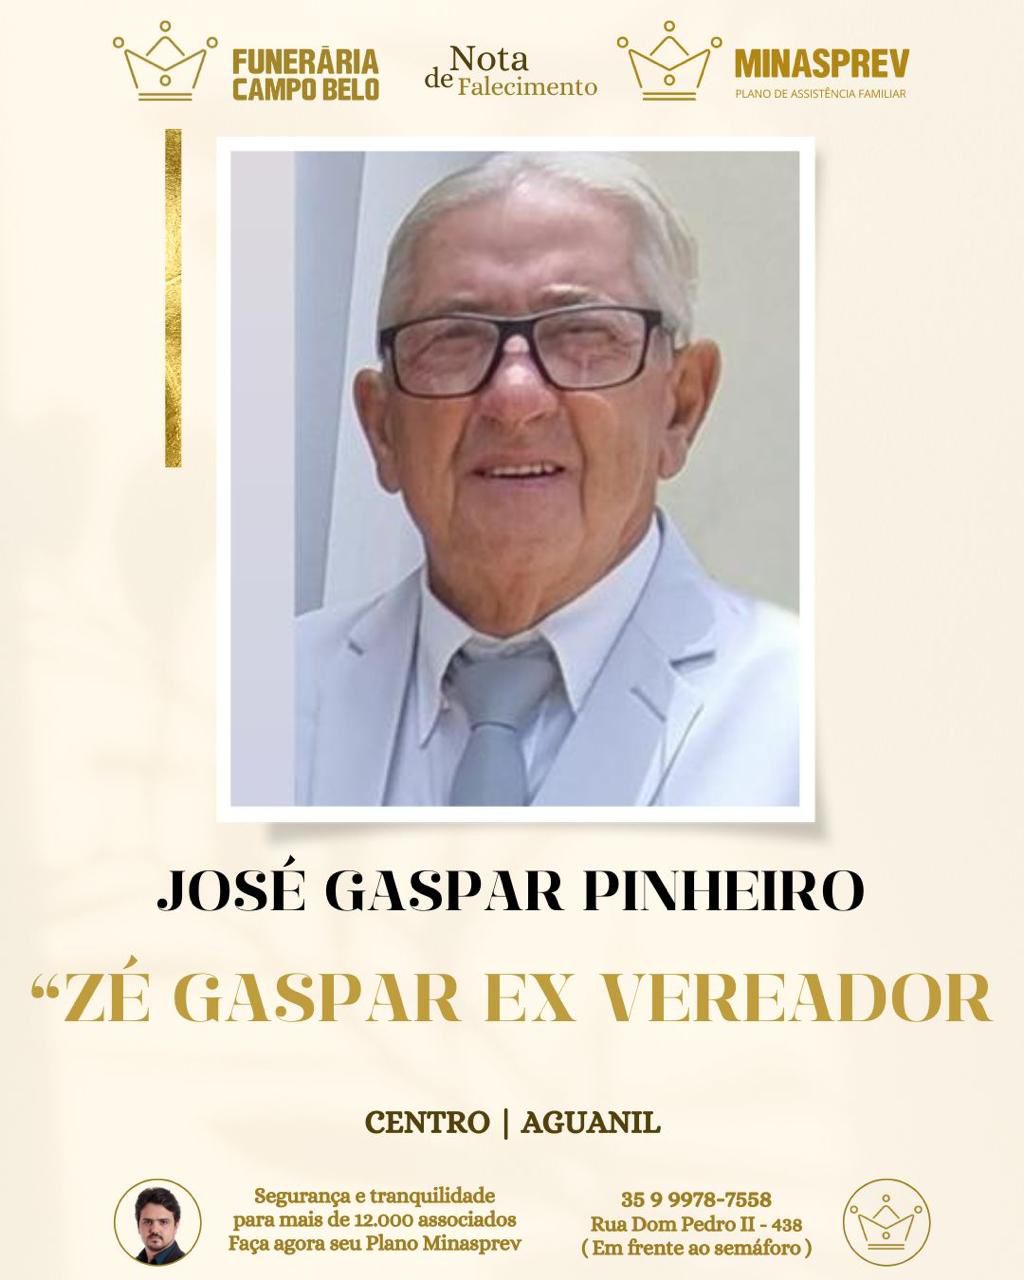 FUNERÁRIA
CAMPO BELO
Nota
de Falecimento
MINASPREV
PLANO DE ASSISTÊNCIA FAMILIAR
JOSÉ GASPAR PINHEIRO
“ZÉ GASPAR EX VEREADOR
CENTRO | AGUANIL
Segurança e tranquilidade
para mais de 12.000 associados
Faça agora seu Plano Minasprev
35 9 9978-7558
Rua Dom Pedro II - 438
( Em frente ao semáforo )